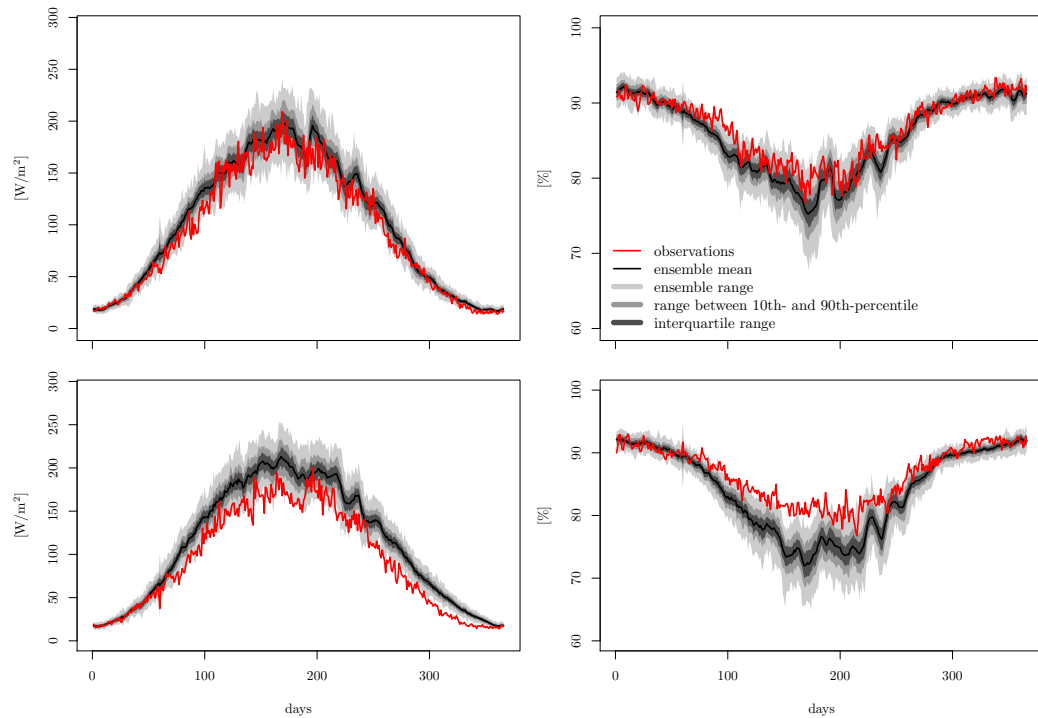 300
250
200
150
100
50
0
[W/m²]
100
90
80
70
60
[%]
observations
ensemble mean
ensemble range
range between 10th- and 90th-percentile
interquartile range
300
250
200
150
100
50
0
[W/m²]
0 100 200 300
days
100
90
80
70
60
[%]
0 100 200 300
days